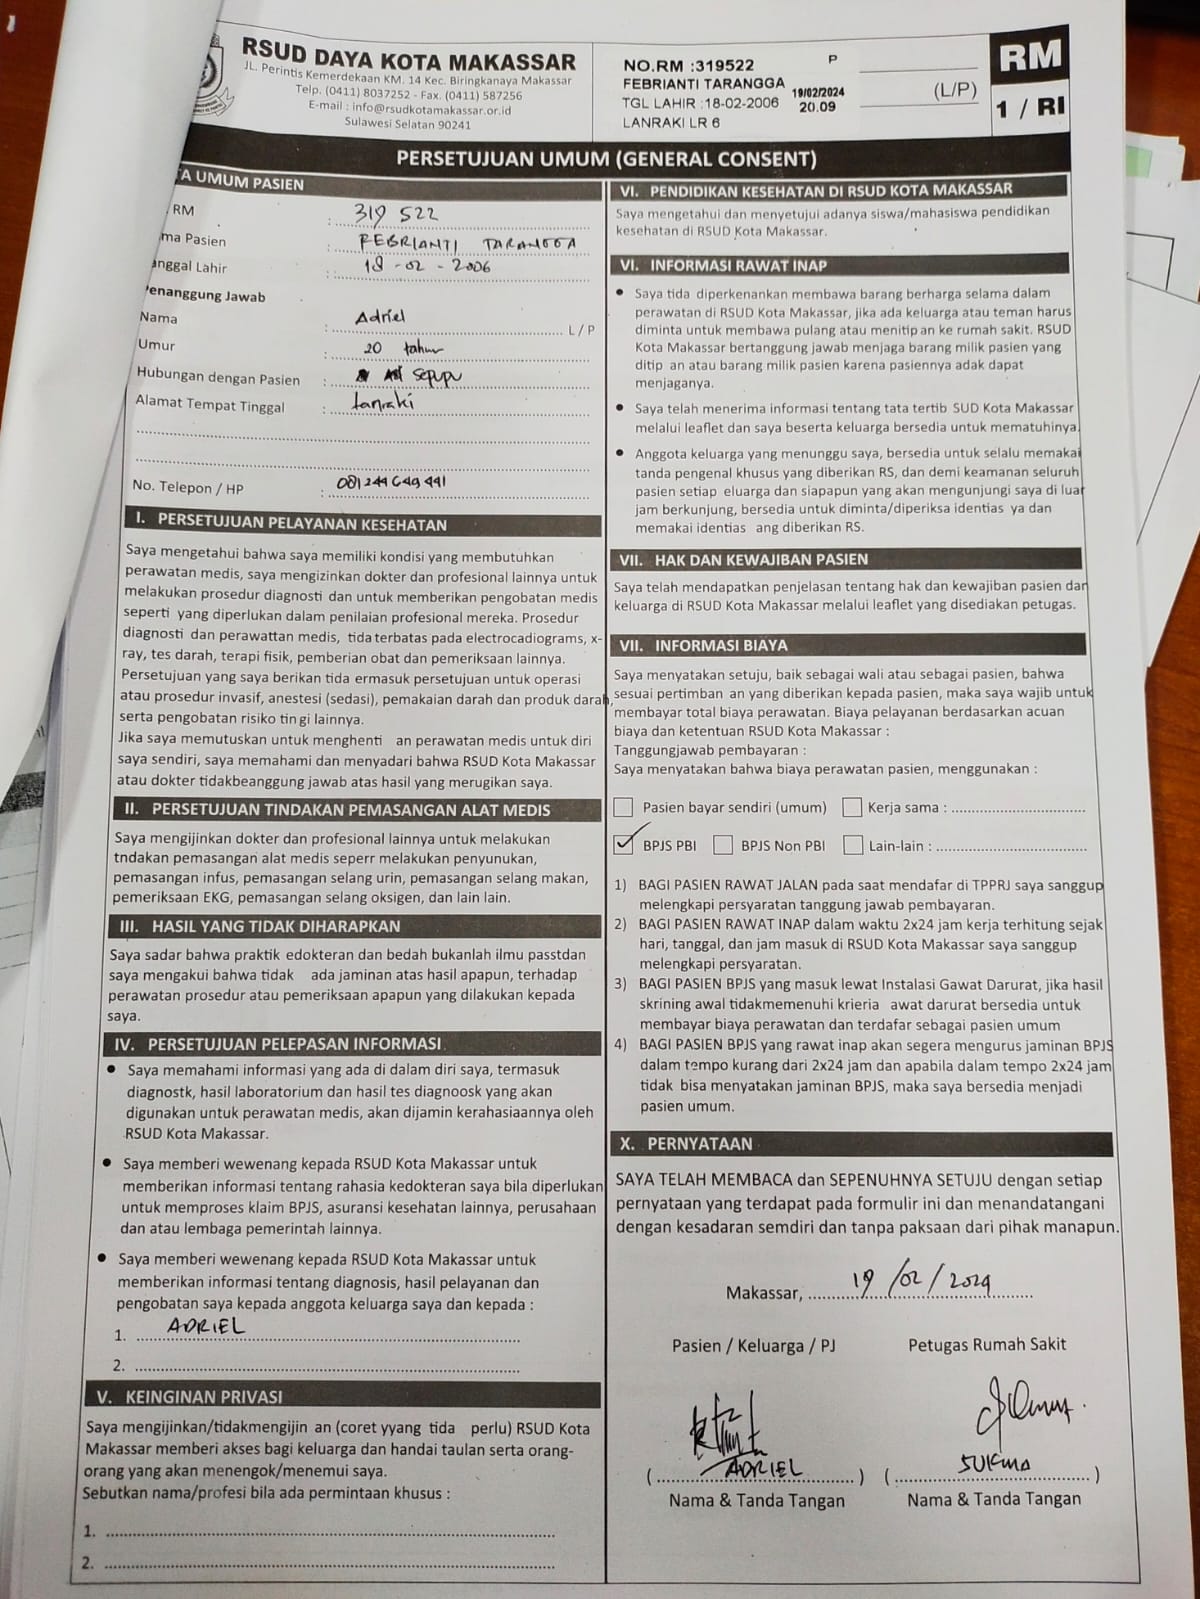 RSUD DAYA KOTA MAKASSAR
JL. Perintis Kemerdekaan KM. 14 Kec. Biringkanaya Makassar
Telp. (0411) 8037252 - Fax. (0411) 587256
E-mail : info@rsudkotamakassar.or.id
Sulawesi Selatan 90241
NO.RM :319522 P
FEBRIANTI TARANGGA
TGL LAHIR :18-02-2006
LANRAKI LR 6
19/02/2024
20.09
(L/P)
RM
1 / RI
PERSETUJUAN UMUM (GENERAL CONSENT)
A UMUM PASIEN
RM : 319 522
ma Pasien : FEBRIANTI TARANGGA
anggal Lahir : 18 - 02 - 2006
Penanggung Jawab
Nama : Adriel L / P
Umur : 20 tahun
Hubungan dengan Pasien : sepupu
Alamat Tempat Tinggal : lanraki
No. Telepon / HP : 081244649441
I. PERSETUJUAN PELAYANAN KESEHATAN
Saya mengetahui bahwa saya memiliki kondisi yang membutuhkan
perawatan medis, saya mengizinkan dokter dan profesional lainnya untuk
melakukan prosedur diagnosti dan untuk memberikan pengobatan medis
seperti yang diperlukan dalam penilaian profesional mereka. Prosedur
diagnosti dan perawattan medis, tida terbatas pada electrocadiograms, x-
ray, tes darah, terapi fisik, pemberian obat dan pemeriksaan lainnya.
Persetujuan yang saya berikan tida ermasuk persetujuan untuk operasi
atau prosedur invasif, anestesi (sedasi), pemakaian darah dan produk darah,
serta pengobatan risiko tin gi lainnya.
Jika saya memutuskan untuk menghenti an perawatan medis untuk diri
saya sendiri, saya memahami dan menyadari bahwa RSUD Kota Makassar
atau dokter tidakbeanggung jawab atas hasil yang merugikan saya.
II. PERSETUJUAN TINDAKAN PEMASANGAN ALAT MEDIS
Saya mengijinkan dokter dan profesional lainnya untuk melakukan
tndakan pemasangan alat medis seperr melakukan penyunukan,
pemasangan infus, pemasangan selang urin, pemasangan selang makan,
pemeriksaan EKG, pemasangan selang oksigen, dan lain lain.
III. HASIL YANG TIDAK DIHARAPKAN
Saya sadar bahwa praktik edokteran dan bedah bukanlah ilmu passtdan
saya mengakui bahwa tidak ada jaminan atas hasil apapun, terhadap
perawatan prosedur atau pemeriksaan apapun yang dilakukan kepada
saya.
IV. PERSETUJUAN PELEPASAN INFORMASI
• Saya memahami informasi yang ada di dalam diri saya, termasuk
diagnostk, hasil laboratorium dan hasil tes diagnoosk yang akan
digunakan untuk perawatan medis, akan dijamin kerahasiaannya oleh
RSUD Kota Makassar.
• Saya memberi wewenang kepada RSUD Kota Makassar untuk
memberikan informasi tentang rahasia kedokteran saya bila diperlukan
untuk memproses klaim BPJS, asuransi kesehatan lainnya, perusahaan
dan atau lembaga pemerintah lainnya.
• Saya memberi wewenang kepada RSUD Kota Makassar untuk
memberikan informasi tentang diagnosis, hasil pelayanan dan
pengobatan saya kepada anggota keluarga saya dan kepada :
1. ADRIEL
2.
V. KEINGINAN PRIVASI
Saya mengijinkan/tidakmengijin an (coret yyang tida perlu) RSUD Kota
Makassar memberi akses bagi keluarga dan handai taulan serta orang-
orang yang akan menengok/menemui saya.
Sebutkan nama/profesi bila ada permintaan khusus :
1.
2.
VI. PENDIDIKAN KESEHATAN DI RSUD KOTA MAKASSAR
Saya mengetahui dan menyetujui adanya siswa/mahasiswa pendidikan
kesehatan di RSUD Kota Makassar.
VI. INFORMASI RAWAT INAP
• Saya tida diperkenankan membawa barang berharga selama dalam
perawatan di RSUD Kota Makassar, jika ada keluarga atau teman harus
diminta untuk membawa pulang atau menitip an ke rumah sakit. RSUD
Kota Makassar bertanggung jawab menjaga barang milik pasien yang
ditip an atau barang milik pasien karena pasiennya adak dapat
menjaganya.
• Saya telah menerima informasi tentang tata tertib SUD Kota Makassar
melalui leaflet dan saya beserta keluarga bersedia untuk mematuhinya.
• Anggota keluarga yang menunggu saya, bersedia untuk selalu memakai
tanda pengenal khusus yang diberikan RS, dan demi keamanan seluruh
pasien setiap eluarga dan siapapun yang akan mengunjungi saya di luar
jam berkunjung, bersedia untuk diminta/diperiksa identias ya dan
memakai identias ang diberikan RS.
VII. HAK DAN KEWAJIBAN PASIEN
Saya telah mendapatkan penjelasan tentang hak dan kewajiban pasien dan
keluarga di RSUD Kota Makassar melalui leaflet yang disediakan petugas.
VII. INFORMASI BIAYA
Saya menyatakan setuju, baik sebagai wali atau sebagai pasien, bahwa
sesuai pertimban an yang diberikan kepada pasien, maka saya wajib untuk
membayar total biaya perawatan. Biaya pelayanan berdasarkan acuan
biaya dan ketentuan RSUD Kota Makassar :
Tanggungjawab pembayaran :
Saya menyatakan bahwa biaya perawatan pasien, menggunakan :
Pasien bayar sendiri (umum) Kerja sama :
✓ BPJS PBI BPJS Non PBI Lain-lain :
1) BAGI PASIEN RAWAT JALAN pada saat mendafar di TPPRJ saya sanggup
melengkapi persyaratan tanggung jawab pembayaran.
2) BAGI PASIEN RAWAT INAP dalam waktu 2x24 jam kerja terhitung sejak
hari, tanggal, dan jam masuk di RSUD Kota Makassar saya sanggup
melengkapi persyaratan.
3) BAGI PASIEN BPJS yang masuk lewat Instalasi Gawat Darurat, jika hasil
skrining awal tidakmemenuhi krieria awat darurat bersedia untuk
membayar biaya perawatan dan terdafar sebagai pasien umum
4) BAGI PASIEN BPJS yang rawat inap akan segera mengurus jaminan BPJS
dalam tempo kurang dari 2x24 jam dan apabila dalam tempo 2x24 jam
tidak bisa menyatakan jaminan BPJS, maka saya bersedia menjadi
pasien umum.
X. PERNYATAAN
SAYA TELAH MEMBACA dan SEPENUHNYA SETUJU dengan setiap
pernyataan yang terdapat pada formulir ini dan menandatangani
dengan kesadaran semdiri dan tanpa paksaan dari pihak manapun.
Makassar, 19/02/2024
Pasien / Keluarga / PJ Petugas Rumah Sakit
(ADRIEL) (SUKMA)
Nama & Tanda Tangan Nama & Tanda Tangan